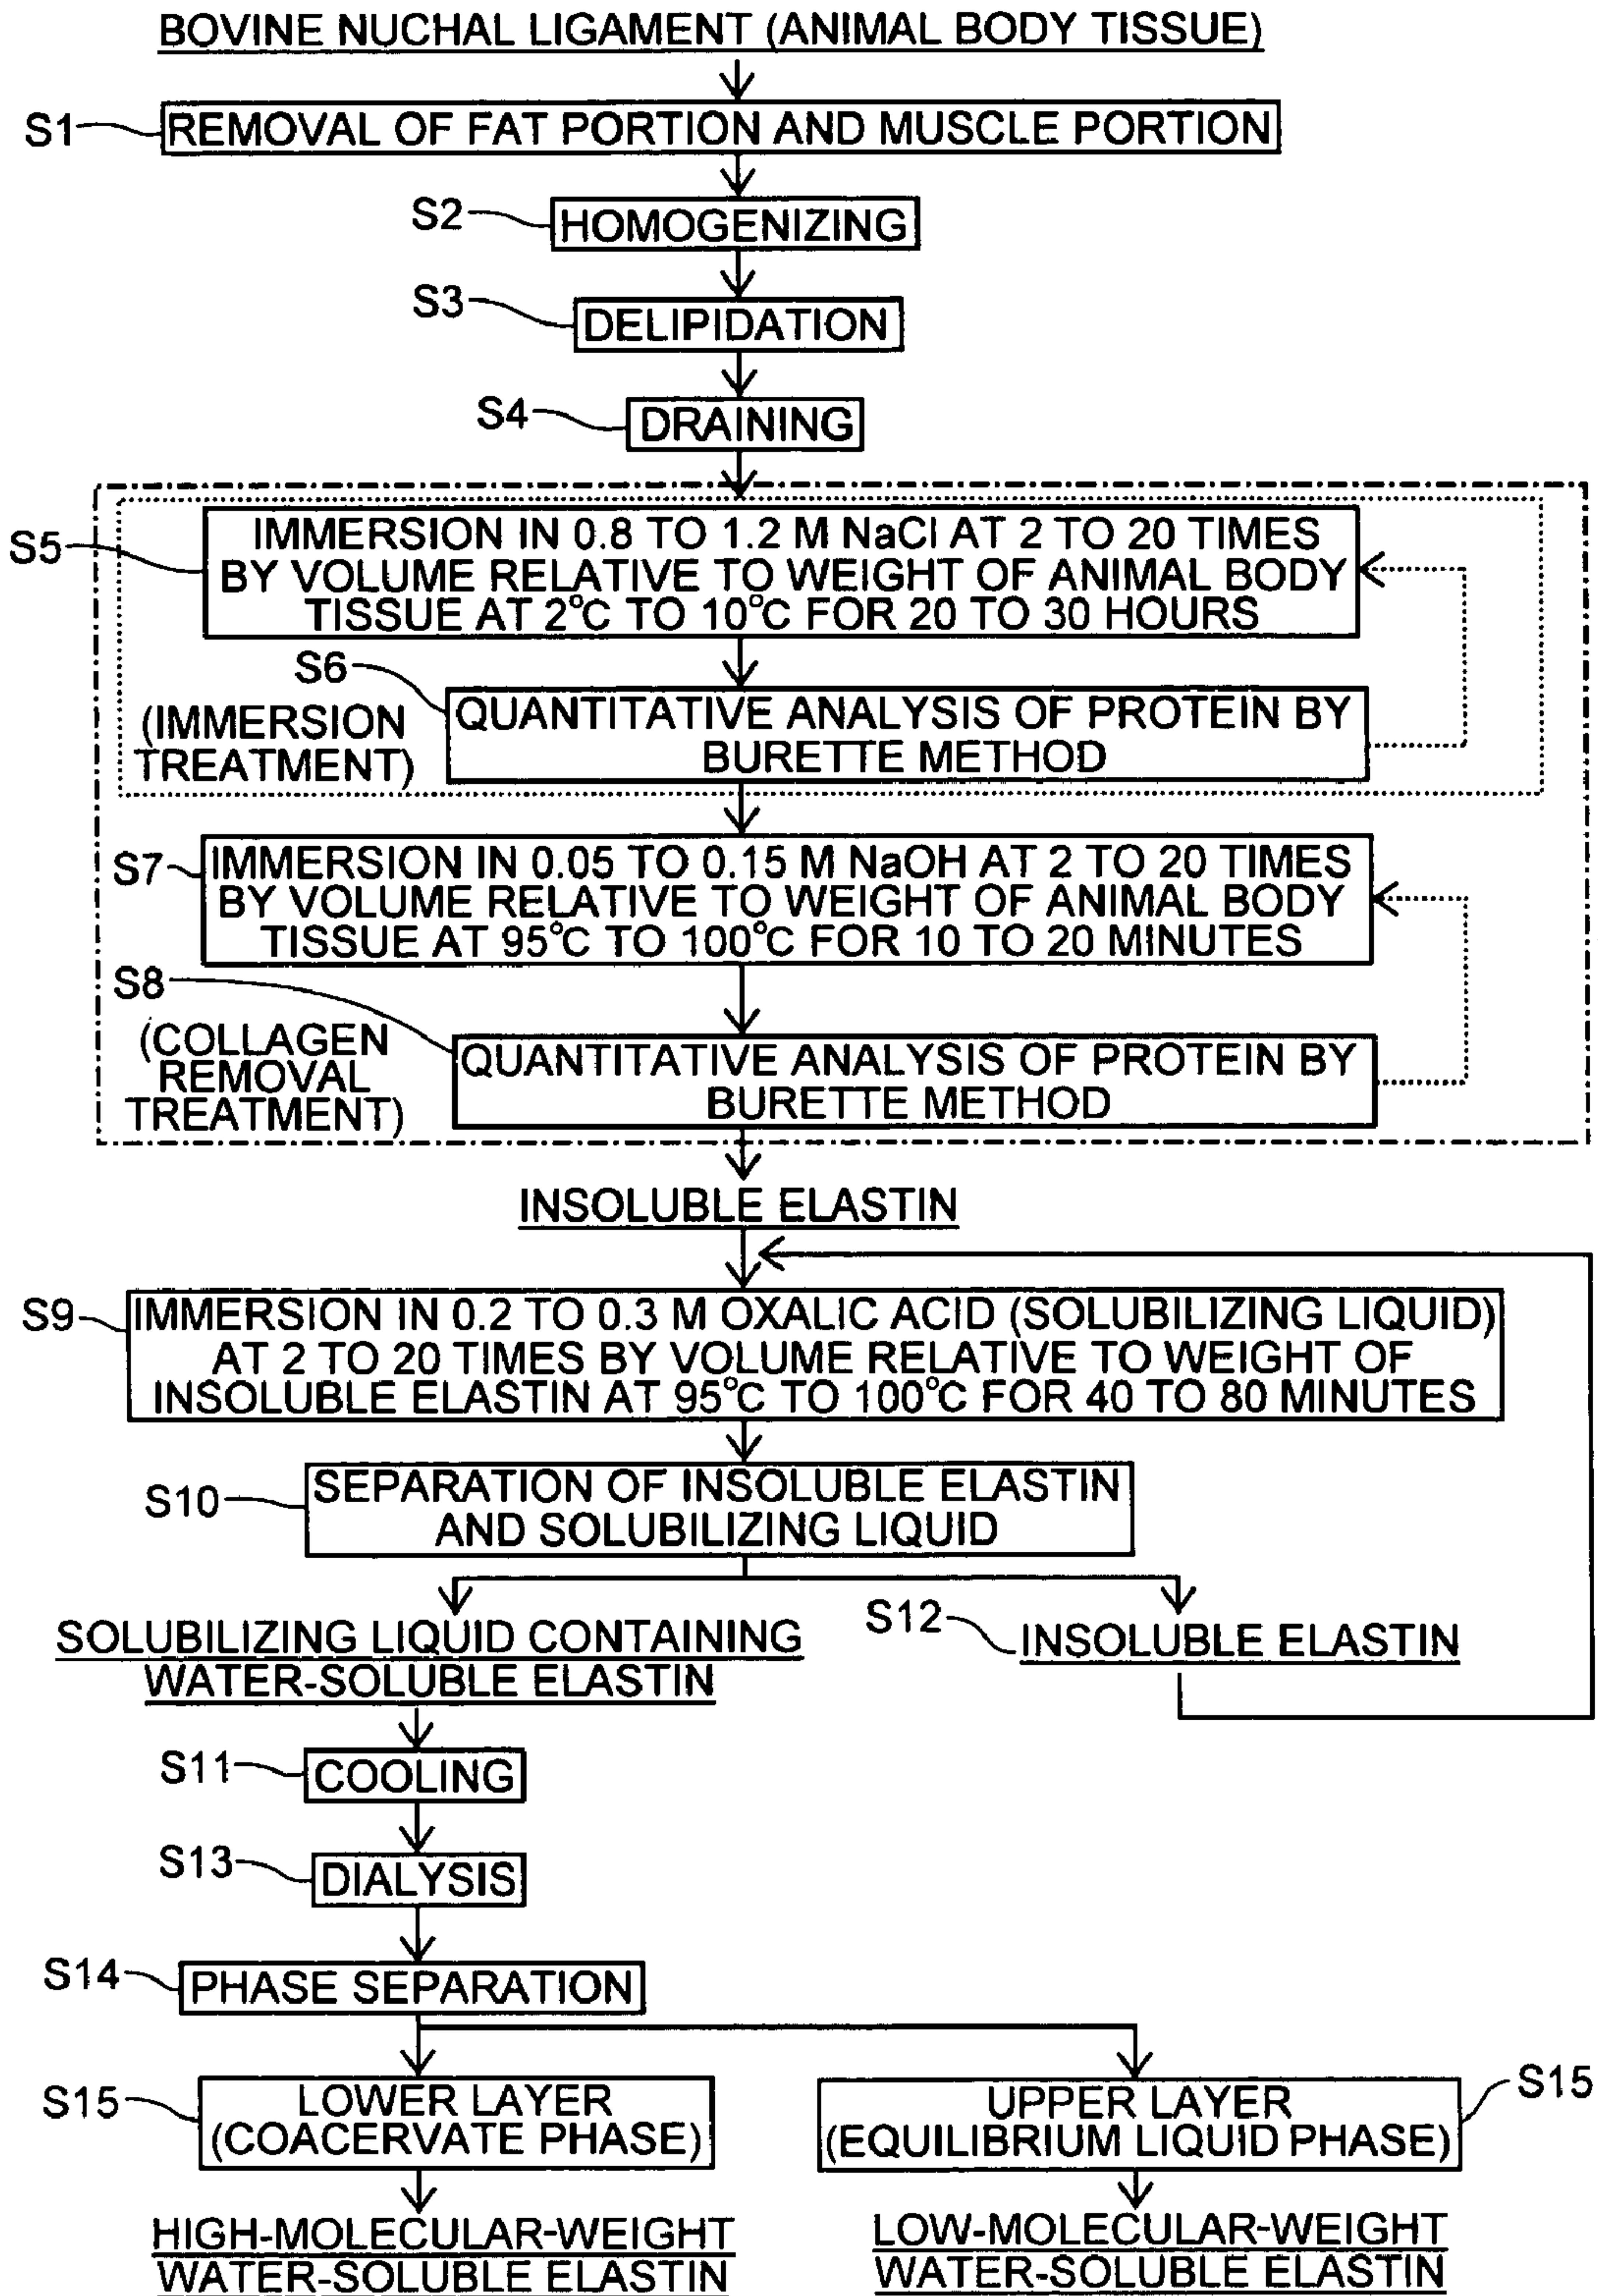 BOVINE NUCHAL LIGAMENT (ANIMAL BODY TISSUE)
S1
REMOVAL OF FAT PORTION AND MUSCLE PORTION
S2
HOMOGENIZING
S3
DELIPIDATION
S4
DRAINING
S5
IMMERSION IN 0.8 TO 1.2 M NaCl AT 2 TO 20 TIMES
BY VOLUME RELATIVE TO WEIGHT OF ANIMAL BODY
TISSUE AT 2°C TO 10°C FOR 20 TO 30 HOURS
S6
(IMMERSION
TREATMENT)
QUANTITATIVE ANALYSIS OF PROTEIN BY
BURETTE METHOD
S7
IMMERSION IN 0.05 TO 0.15 M NaOH AT 2 TO 20 TIMES
BY VOLUME RELATIVE TO WEIGHT OF ANIMAL BODY
TISSUE AT 95°C TO 100°C FOR 10 TO 20 MINUTES
S8
(COLLAGEN
REMOVAL
TREATMENT)
QUANTITATIVE ANALYSIS OF PROTEIN BY
BURETTE METHOD
INSOLUBLE ELASTIN
S9
IMMERSION IN 0.2 TO 0.3 M OXALIC ACID (SOLUBILIZING LIQUID)
AT 2 TO 20 TIMES BY VOLUME RELATIVE TO WEIGHT OF
INSOLUBLE ELASTIN AT 95°C TO 100°C FOR 40 TO 80 MINUTES
S10
SEPARATION OF INSOLUBLE ELASTIN
AND SOLUBILIZING LIQUID
SOLUBILIZING LIQUID CONTAINING
WATER-SOLUBLE ELASTIN
S12
INSOLUBLE ELASTIN
S11
COOLING
S13
DIALYSIS
S14
PHASE SEPARATION
S15
LOWER LAYER
(COACERVATE PHASE)
UPPER LAYER
(EQUILIBRIUM LIQUID PHASE)
S15
HIGH-MOLECULAR-WEIGHT
WATER-SOLUBLE ELASTIN
LOW-MOLECULAR-WEIGHT
WATER-SOLUBLE ELASTIN